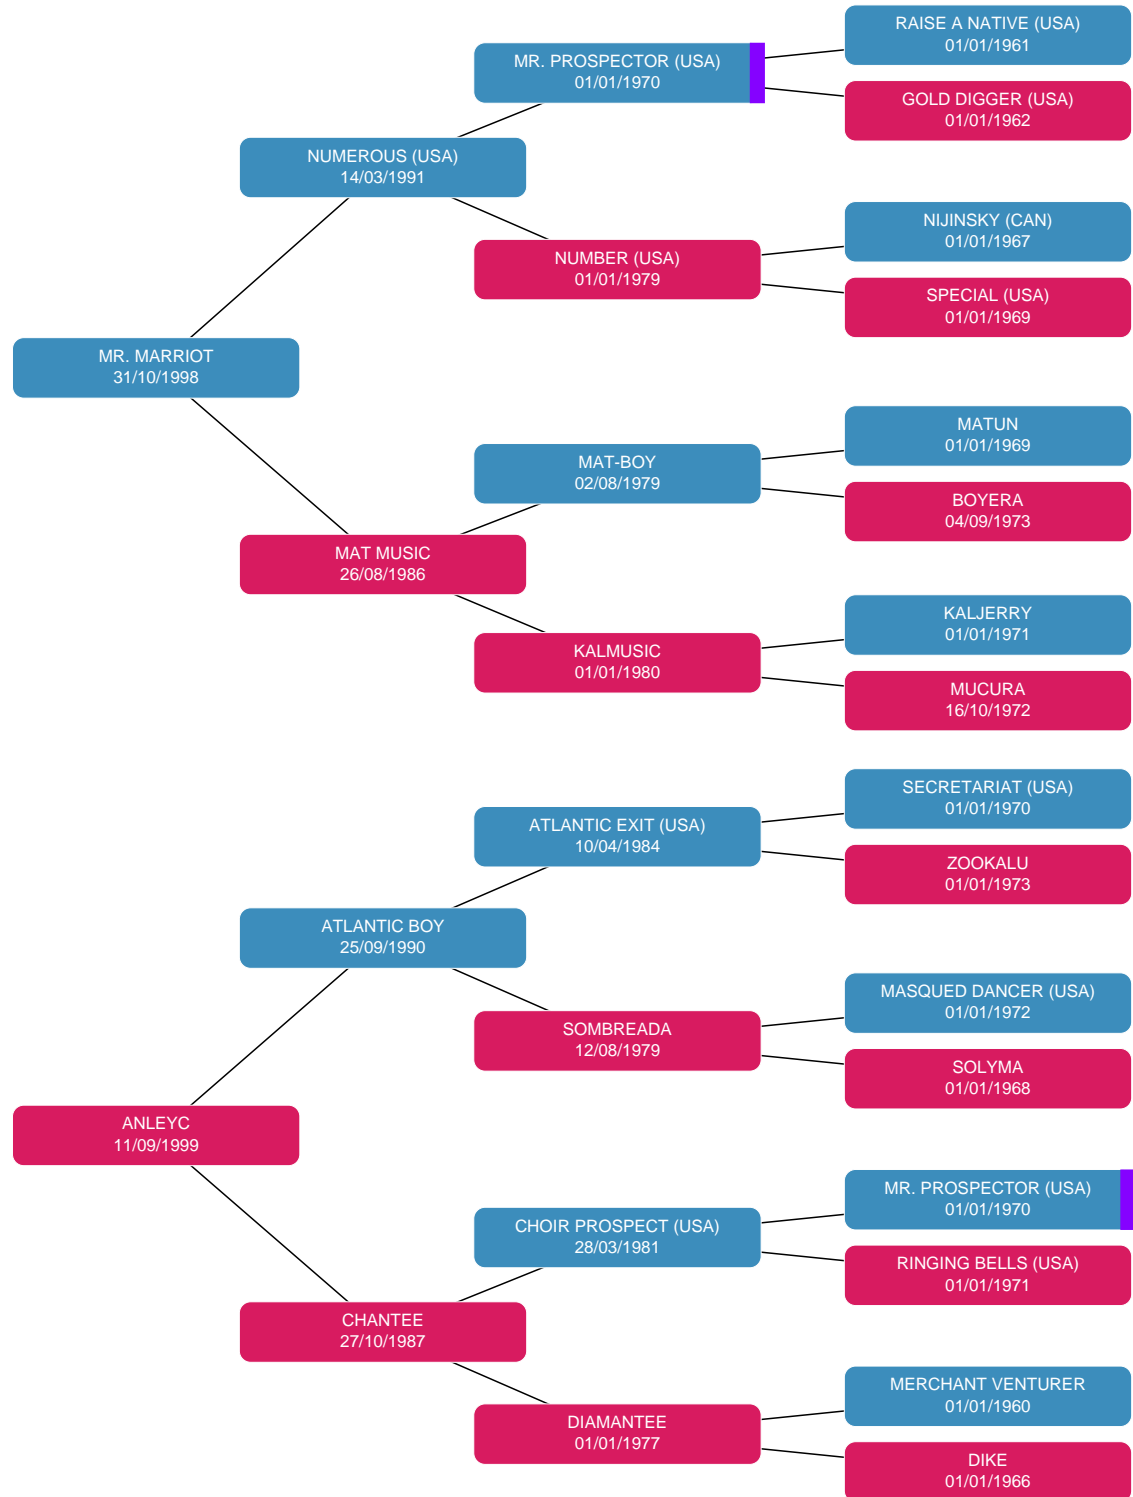 RAISE A NATIVE (USA)
01/01/1961
MR. PROSPECTOR (USA)
01/01/1970
GOLD DIGGER (USA)
01/01/1962
NUMEROUS (USA)
14/03/1991
NIJINSKY (CAN)
01/01/1967
NUMBER (USA)
01/01/1979
SPECIAL (USA)
01/01/1969
MR. MARRIOT
31/10/1998
MATUN
01/01/1969
MAT-BOY
02/08/1979
BOYERA
04/09/1973
MAT MUSIC
26/08/1986
KALJERRY
01/01/1971
KALMUSIC
01/01/1980
MUCURA
16/10/1972
SECRETARIAT (USA)
01/01/1970
ATLANTIC EXIT (USA)
10/04/1984
ZOOKALU
01/01/1973
ATLANTIC BOY
25/09/1990
MASQUED DANCER (USA)
01/01/1972
SOMBREADA
12/08/1979
SOLYMA
01/01/1968
ANLEYC
11/09/1999
MR. PROSPECTOR (USA)
01/01/1970
CHOIR PROSPECT (USA)
28/03/1981
RINGING BELLS (USA)
01/01/1971
CHANTEE
27/10/1987
MERCHANT VENTURER
01/01/1960
DIAMANTEE
01/01/1977
DIKE
01/01/1966